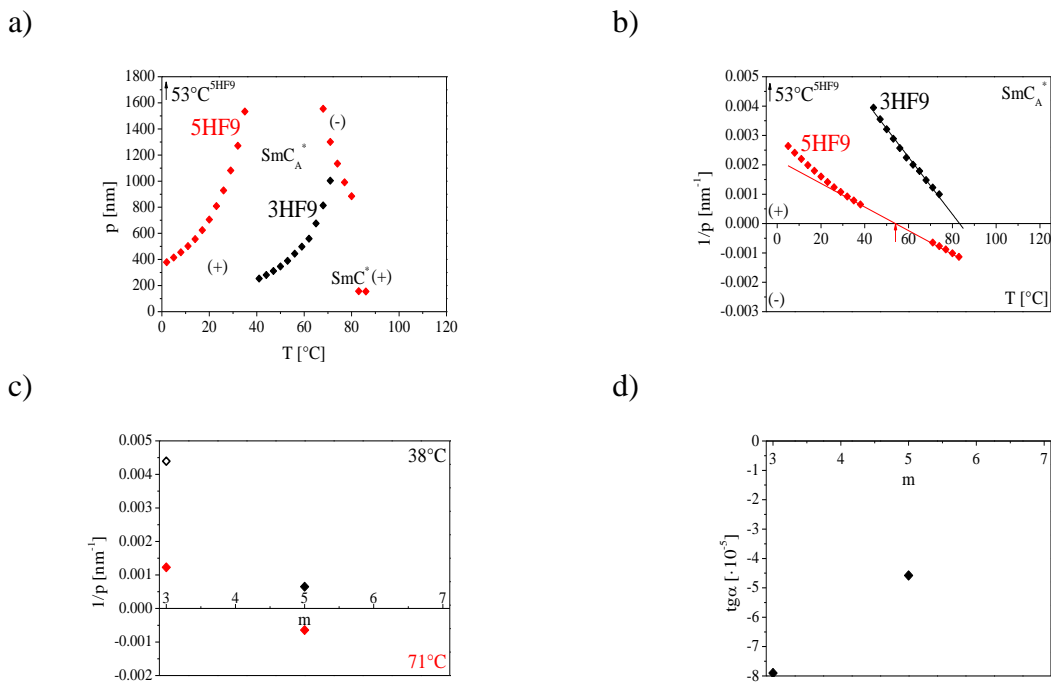 a)
b)
1800
1600
1400
1200
1000
800
600
400
200
0
p [nm]
53°C^5HF9
5HF9
SmC_A^*
(-)
3HF9
(+)
SmC^* (+)
0 20 40 60 80 100 120
T [°C]
0.005
0.004
0.003
0.002
0.001
0.000
-0.001
-0.002
-0.003
1/p [nm^-1]
53°C^5HF9
SmC_A^*
3HF9
5HF9
(+)
0 20 40 60 80 100 120
(-)
T [°C]
c)
d)
0.005
0.004
0.003
0.002
0.001
0.000
-0.001
-0.002
1/p [nm^-1]
38°C
3 4 5 6 7
m
71°C
0
-1
-2
-3
-4
-5
-6
-7
-8
tgα [·10^-5]
3 4 5 6 7
m